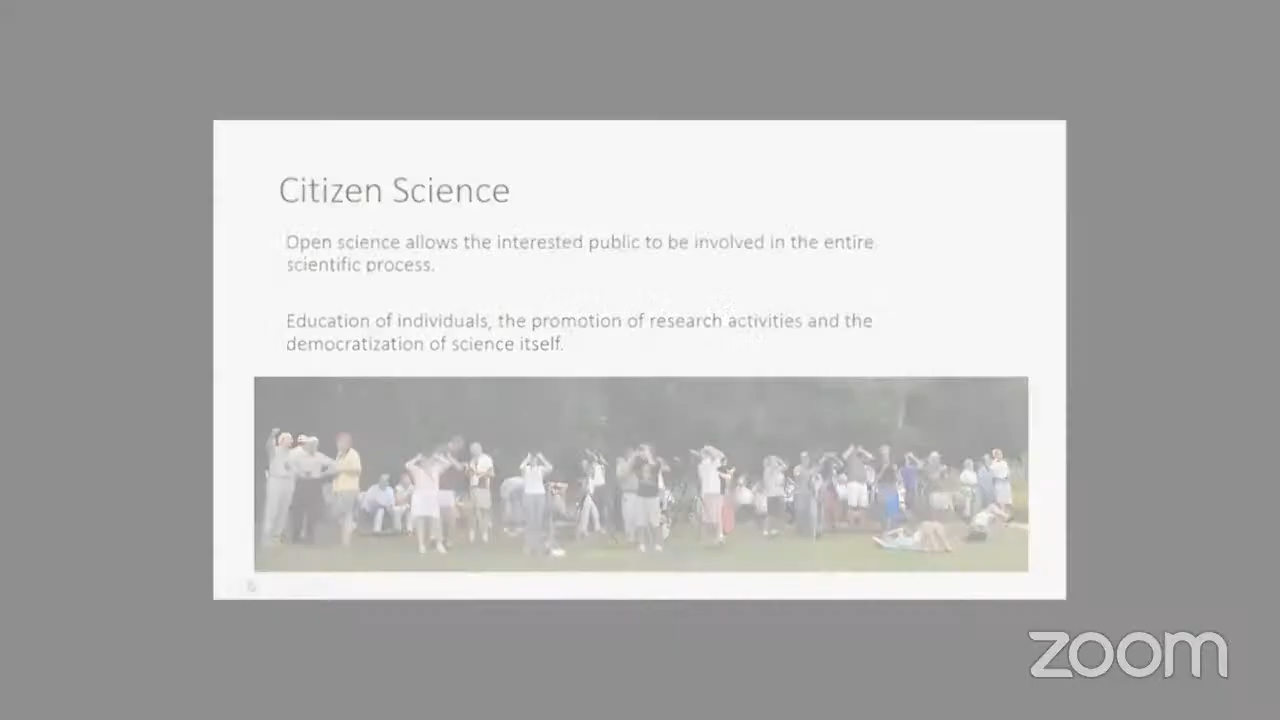 Citizen Science
Open science allows the interested public to be involved in the entire
scientific process.
Education of individuals, the promotion of research activities and the
democratization of science itself.
zoom